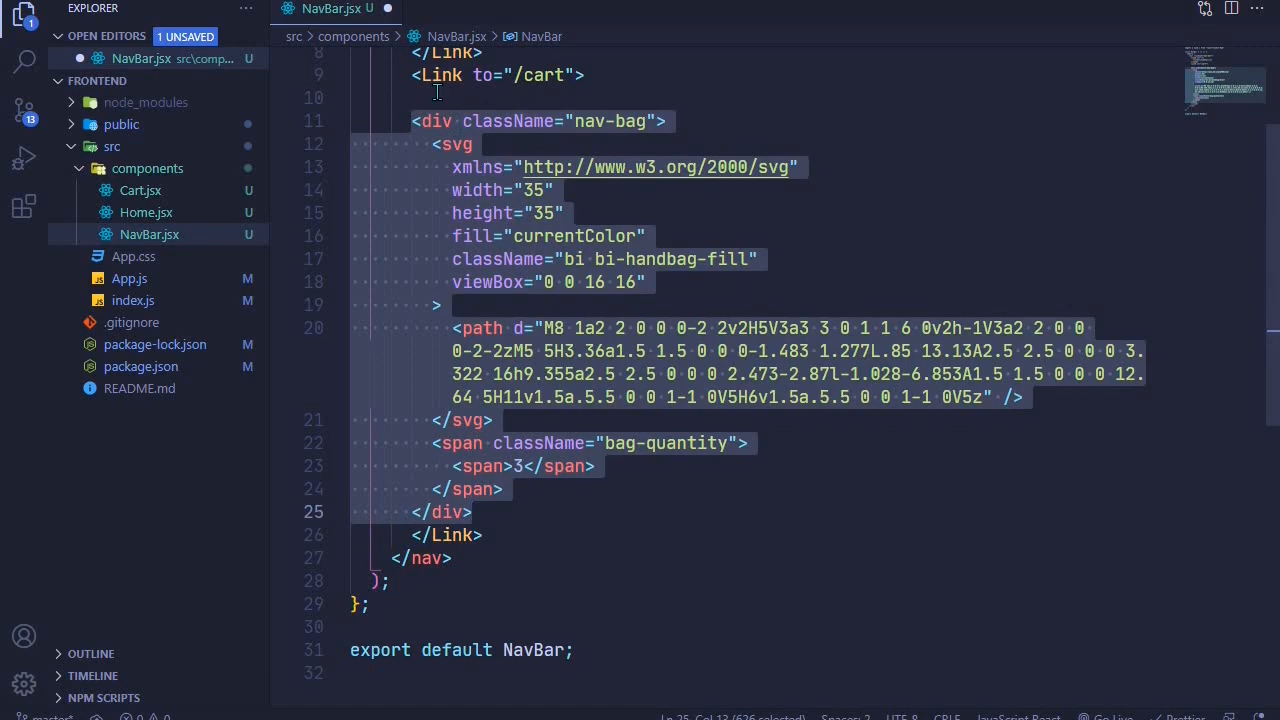 EXPLORER
OPEN EDITORS 1 UNSAVED
NavBar.jsx src\comp... U
FRONTEND
node_modules
public
src
components
Cart.jsx U
Home.jsx U
NavBar.jsx U
App.css
App.js M
index.js M
.gitignore
package-lock.json M
package.json M
README.md
OUTLINE
TIMELINE
NPM SCRIPTS
1
13
NavBar.jsx U
src > components > NavBar.jsx > NavBar
8 </Link>
9 <Link to="/cart">
10
11 <div className="nav-bag">
12 <svg
13 xmlns="http://www.w3.org/2000/svg"
14 width="35"
15 height="35"
16 fill="currentColor"
17 className="bi bi-handbag-fill"
18 viewBox="0 0 16 16"
19 >
20 <path d="M8 1a2 2 0 0 0-2 2v2H5V3a3 3 0 1 1 6 0v2h-1V3a2 2 0 0
0-2-2zM5 5H3.36a1.5 1.5 0 0 0-1.483 1.277L.85 13.13A2.5 2.5 0 0 0 3.
322 16h9.355a2.5 2.5 0 0 0 2.473-2.87l-1.028-6.853A1.5 1.5 0 0 0 12.
64 5H11v1.5a.5.5 0 0 1-1 0V5H6v1.5a.5.5 0 0 1-1 0V5z" />
21 </svg>
22 <span className="bag-quantity">
23 <span>3</span>
24 </span>
25 </div>
26 </Link>
27 </nav>
28 );
29 };
30
31 export default NavBar;
32
master* 0 0 Ln 25, Col 13 (626 selected) Spaces: 2 UTF-8 CRLF JavaScript React Go Live Prettier